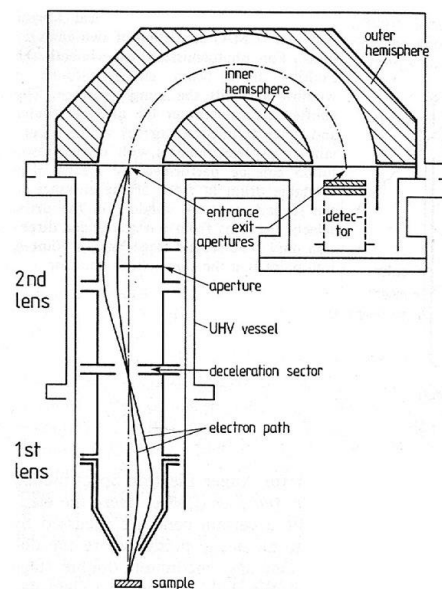 outer
hemisphere
inner
hemisphere
entrance
exit
apertures
detec-
tor
2nd
lens
aperture
UHV vessel
deceleration sector
electron path
1st
lens
sample